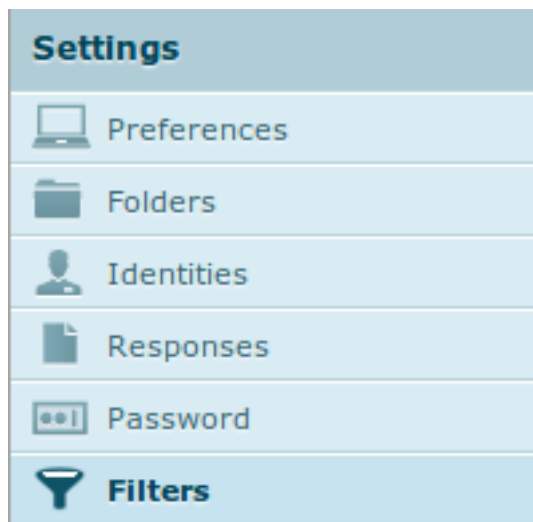 Settings
Preferences
Folders
Identities
Responses
Password
Filters